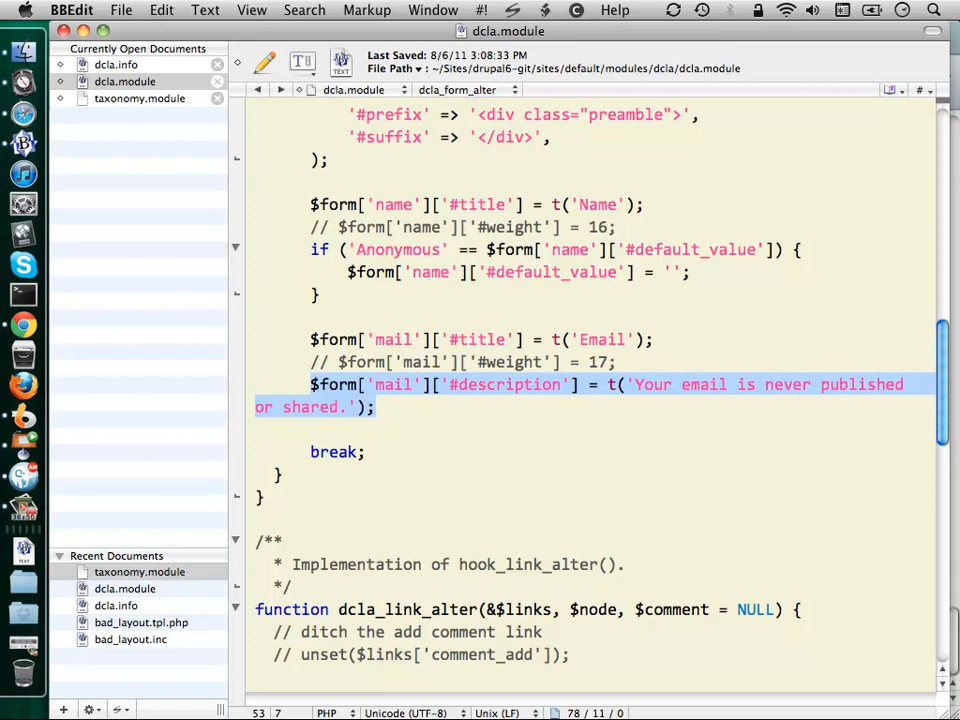 BBEdit File Edit Text View Search Markup Window #! Help
dcla.module
Currently Open Documents
dcla.info
dcla.module
taxonomy.module
Last Saved: 8/6/11 3:08:33 PM
File Path ▾ : ~/Sites/drupal6-git/sites/default/modules/dcla/dcla.module
TEXT
dcla.module dcla_form_alter #
'#prefix' => '<div class="preamble">',
'#suffix' => '</div>',
);
$form['name']['#title'] = t('Name');
// $form['name']['#weight'] = 16;
if ('Anonymous' == $form['name']['#default_value']) {
$form['name']['#default_value'] = '';
}
$form['mail']['#title'] = t('Email');
// $form['mail']['#weight'] = 17;
$form['mail']['#description'] = t('Your email is never published
or shared.');
break;
}
}
/**
* Implementation of hook_link_alter().
*/
function dcla_link_alter(&$links, $node, $comment = NULL) {
// ditch the add comment link
// unset($links['comment_add']);
Recent Documents
taxonomy.module
dcla.module
dcla.info
bad_layout.tpl.php
bad_layout.inc
53 7 PHP Unicode (UTF-8) Unix (LF) 78 / 11 / 0